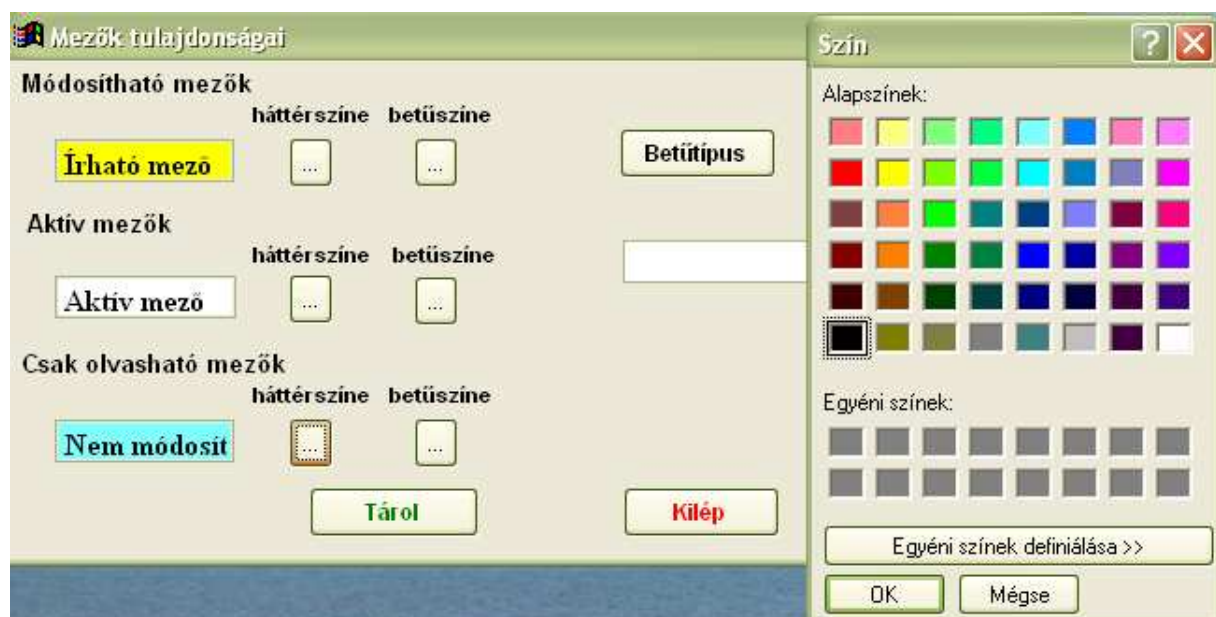 Mezők tulajdonságai
Módosítható mezők
háttérszíne betűszíne
Írható mező ... ...
Betűtípus
Aktív mezők
háttérszíne betűszíne
Aktív mező ... ...
Csak olvasható mezők
háttérszíne betűszíne
Nem módosít ... ...
Tárol
Kilép
Szín
Alapszínek:
Egyéni színek:
Egyéni színek definiálása >>
OK Mégse